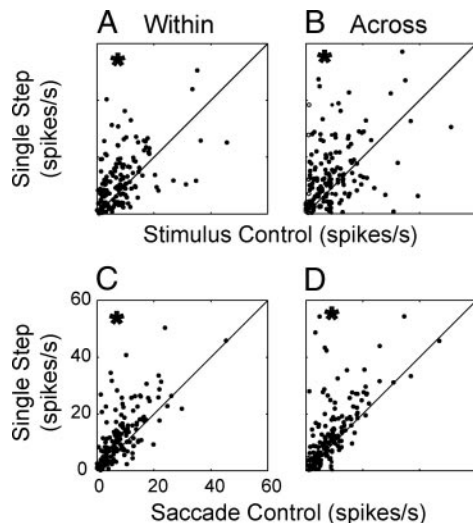 A Within B Across
*
*
Single Step
(spikes/s)
Stimulus Control (spikes/s)
C
D
60
*
*
40
Single Step
(spikes/s)
20
0
0 20 40 60
Saccade Control (spikes/s)